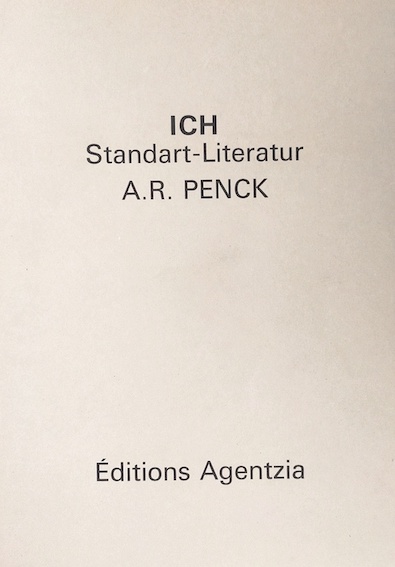 ICH
Standart-Literatur
A.R. PENCK
Éditions Agentzia